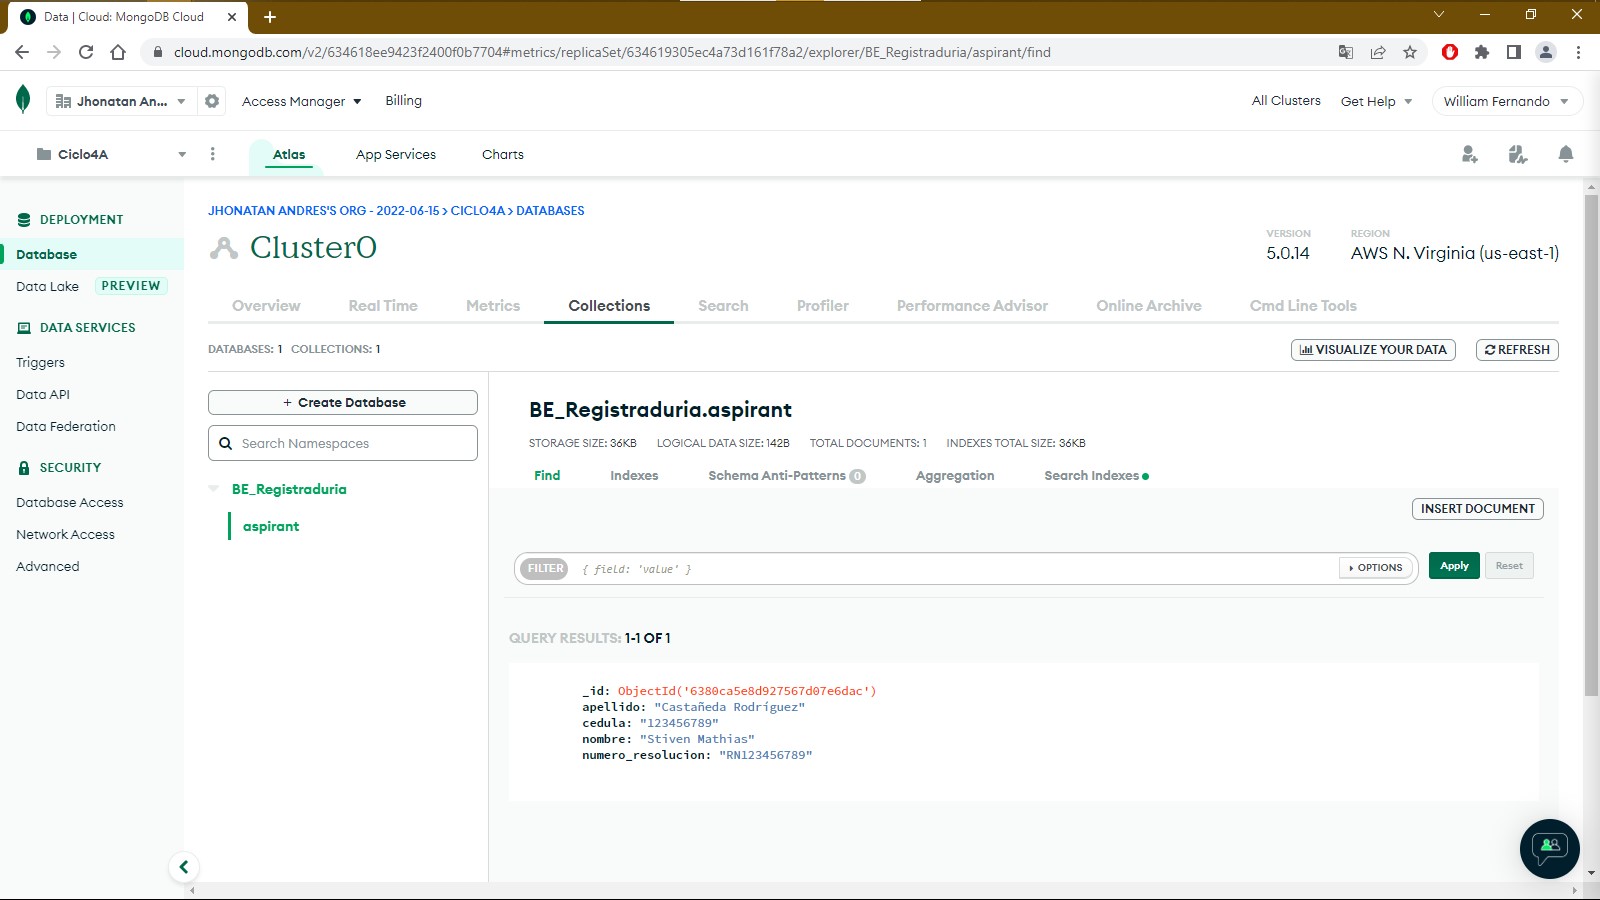 Data | Cloud: MongoDB Cloud
cloud.mongodb.com/v2/634618ee9423f2400f0b7704#metrics/replicaSet/634619305ec4a73d161f78a2/explorer/BE_Registraduria/aspirant/find
Jhonatan An...
Access Manager
Billing
All Clusters
Get Help
William Fernando
Ciclo4A
Atlas
App Services
Charts
DEPLOYMENT
Database
Data Lake PREVIEW
DATA SERVICES
Triggers
Data API
Data Federation
SECURITY
Database Access
Network Access
Advanced
JHONATAN ANDRES'S ORG - 2022-06-15 > CICLO4A > DATABASES
Cluster0
VERSION
5.0.14
REGION
AWS N. Virginia (us-east-1)
Overview
Real Time
Metrics
Collections
Search
Profiler
Performance Advisor
Online Archive
Cmd Line Tools
DATABASES: 1 COLLECTIONS: 1
VISUALIZE YOUR DATA
REFRESH
+ Create Database
Search Namespaces
BE_Registraduria
aspirant
BE_Registraduria.aspirant
STORAGE SIZE: 36KB LOGICAL DATA SIZE: 142B TOTAL DOCUMENTS: 1 INDEXES TOTAL SIZE: 36KB
Find
Indexes
Schema Anti-Patterns 0
Aggregation
Search Indexes
INSERT DOCUMENT
FILTER { field: 'value' }
OPTIONS
Apply
Reset
QUERY RESULTS: 1-1 OF 1
_id: ObjectId('6380ca5e8d927567d07e6dac')
apellido: "Castañeda Rodríguez"
cedula: "123456789"
nombre: "Stiven Mathias"
numero_resolucion: "RN123456789"